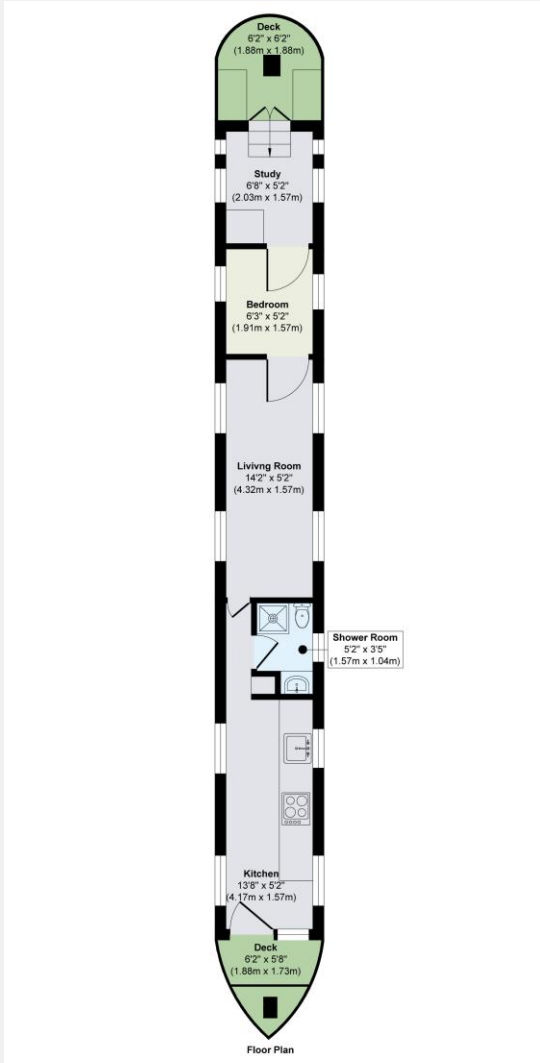 Deck
6'2" x 6'2"
(1.88m x 1.88m)
Study
6'8" x 5'2"
(2.03m x 1.57m)
Bedroom
6'3" x 5'2"
(1.91m x 1.57m)
Livivng Room
14'2" x 5'2"
(4.32m x 1.57m)
Shower Room
5'2" x 3'5"
(1.57m x 1.04m)
Kitchen
13'8" x 5'2"
(4.17m x 1.57m)
Deck
6'2" x 5'8"
(1.88m x 1.73m)
Floor Plan